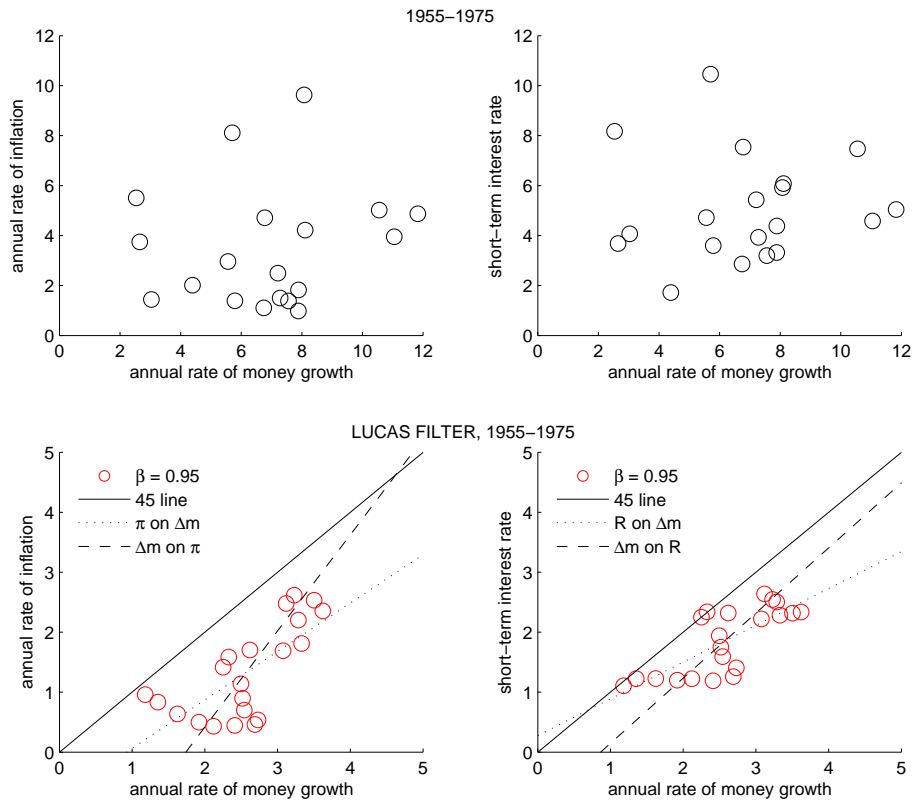 1955−1975
12
10
8
6
4
2
0
annual rate of inflation
0 2 4 6 8 10 12
annual rate of money growth
12
10
8
6
4
2
0
short−term interest rate
0 2 4 6 8 10 12
annual rate of money growth
LUCAS FILTER, 1955−1975
5
4
3
2
1
0
annual rate of inflation
β = 0.95
45 line
π on Δm
Δm on π
0 1 2 3 4 5
annual rate of money growth
5
4
3
2
1
0
short−term interest rate
β = 0.95
45 line
R on Δm
Δm on R
0 1 2 3 4 5
annual rate of money growth